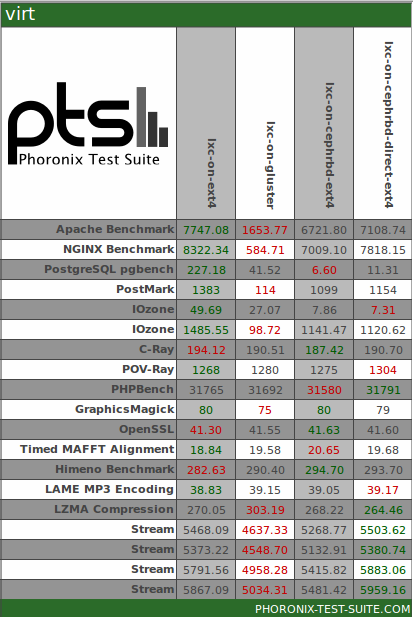 virt
pts
Phoronix Test Suite
lxc-on-ext4 lxc-on-gluster lxc-on-cephrbd-ext4 lxc-on-cephrbd-direct-ext4
Apache Benchmark 7747.08 1653.77 6721.80 7108.74
NGINX Benchmark 8322.34 584.71 7009.10 7818.15
PostgreSQL pgbench 227.18 41.52 6.60 11.31
PostMark 1383 114 1099 1154
IOzone 49.69 27.07 7.86 7.31
IOzone 1485.55 98.72 1141.47 1120.62
C-Ray 194.12 190.51 187.42 190.70
POV-Ray 1268 1280 1275 1304
PHPBench 31765 31692 31580 31791
GraphicsMagick 80 75 80 79
OpenSSL 41.30 41.55 41.63 41.60
Timed MAFFT Alignment 18.84 19.58 20.65 19.68
Himeno Benchmark 282.63 290.40 294.70 293.70
LAME MP3 Encoding 38.83 39.15 39.05 39.17
LZMA Compression 270.05 303.19 268.22 264.46
Stream 5468.09 4637.33 5268.77 5503.62
Stream 5373.22 4548.70 5132.91 5380.74
Stream 5791.56 4958.28 5415.82 5883.06
Stream 5867.09 5034.31 5481.42 5959.16
PHORONIX-TEST-SUITE.COM